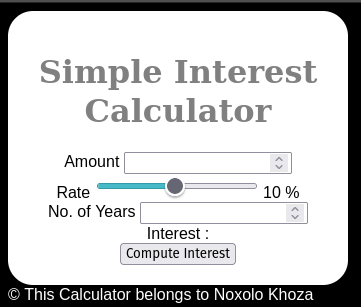 Simple Interest
Calculator
Amount
Rate 10 %
No. of Years
Interest :
Compute Interest
© This Calculator belongs to Noxolo Khoza